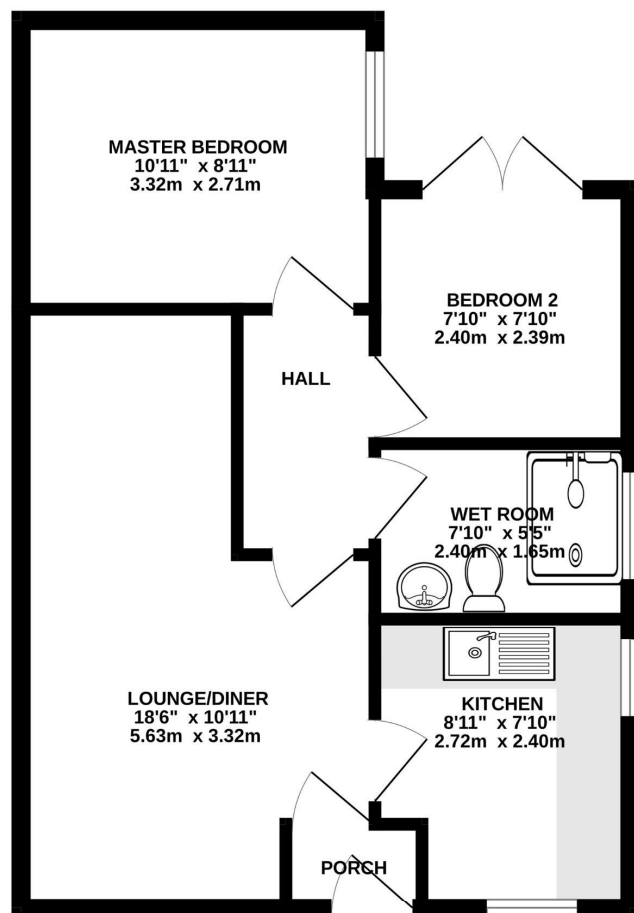 MASTER BEDROOM
10'11" x 8'11"
3.32m x 2.71m
BEDROOM 2
7'10" x 7'10"
2.40m x 2.39m
HALL
WET ROOM
7'10" x 5'5"
2.40m x 1.65m
LOUNGE/DINER
18'6" x 10'11"
5.63m x 3.32m
KITCHEN
8'11" x 7'10"
2.72m x 2.40m
PORCH